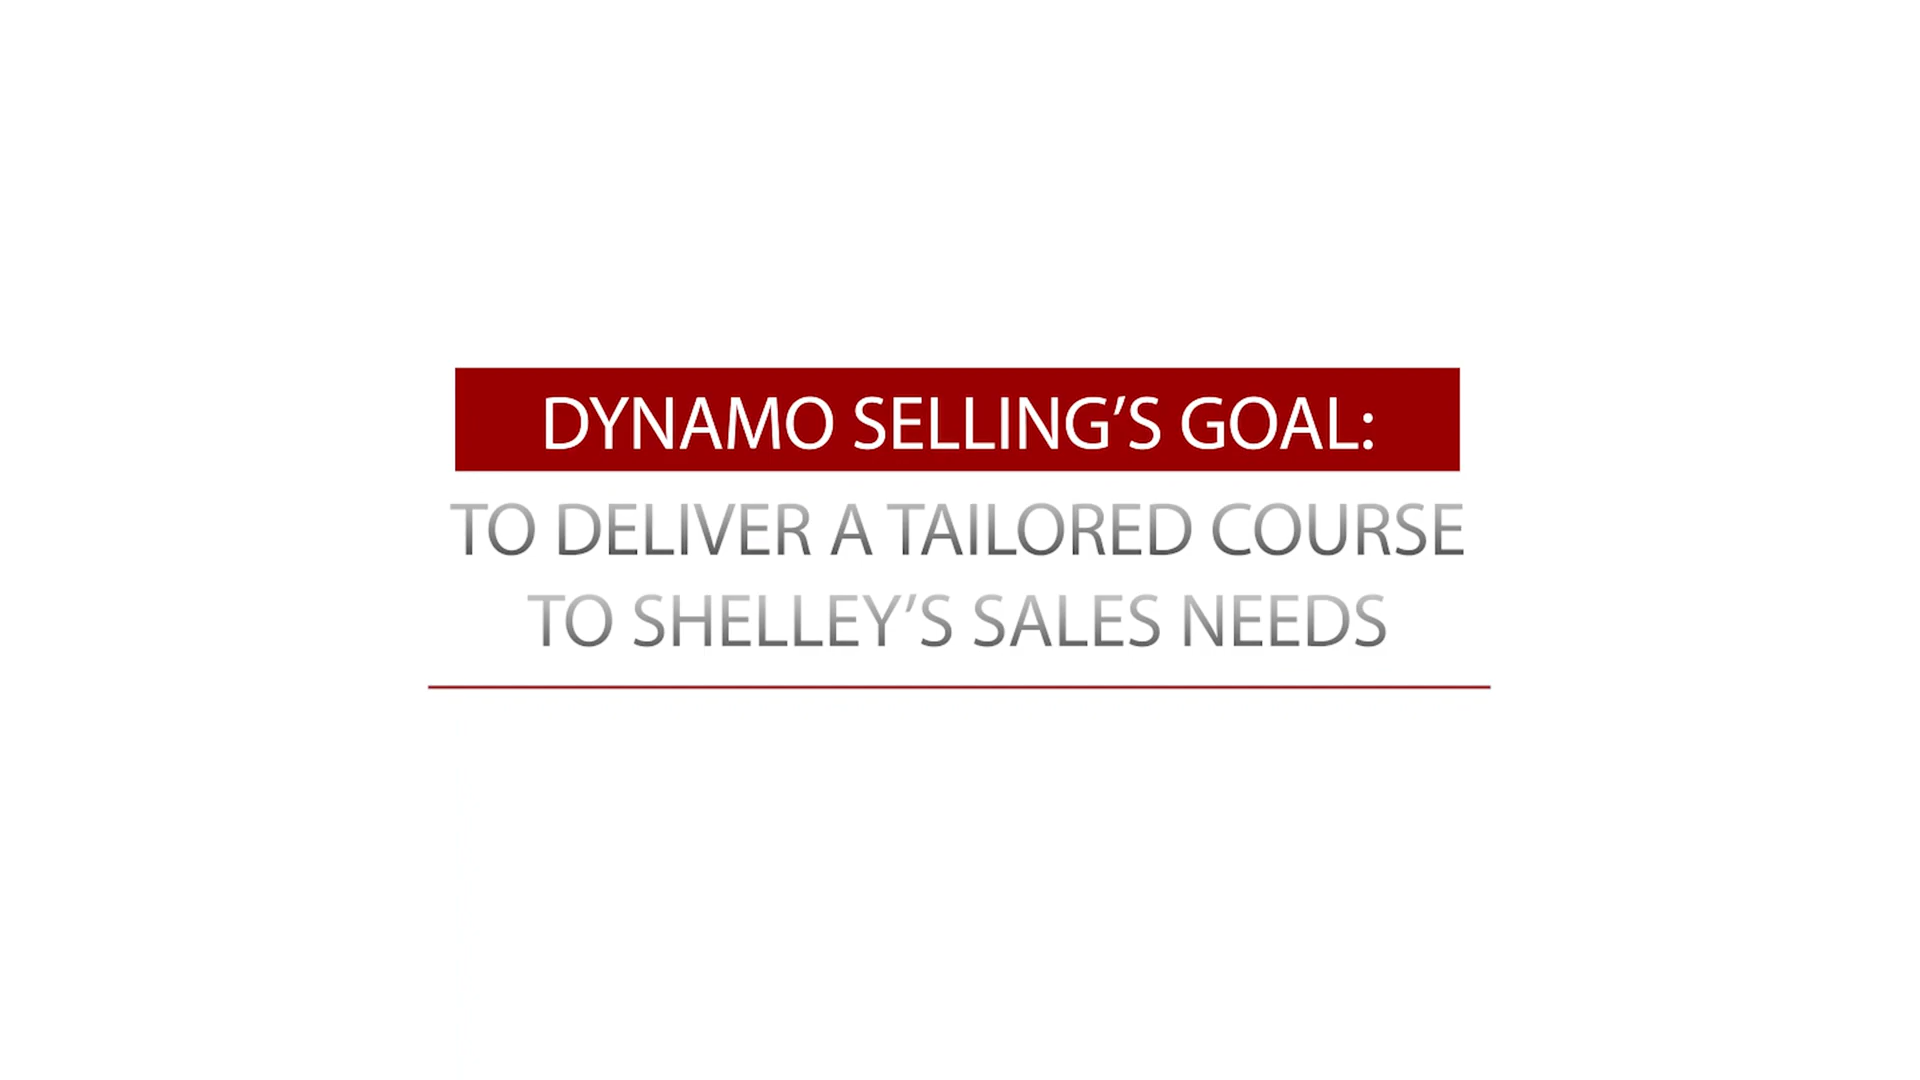 DYNAMO SELLING’S GOAL:
TO DELIVER A TAILORED COURSE
TO SHELLEY’S SALES NEEDS